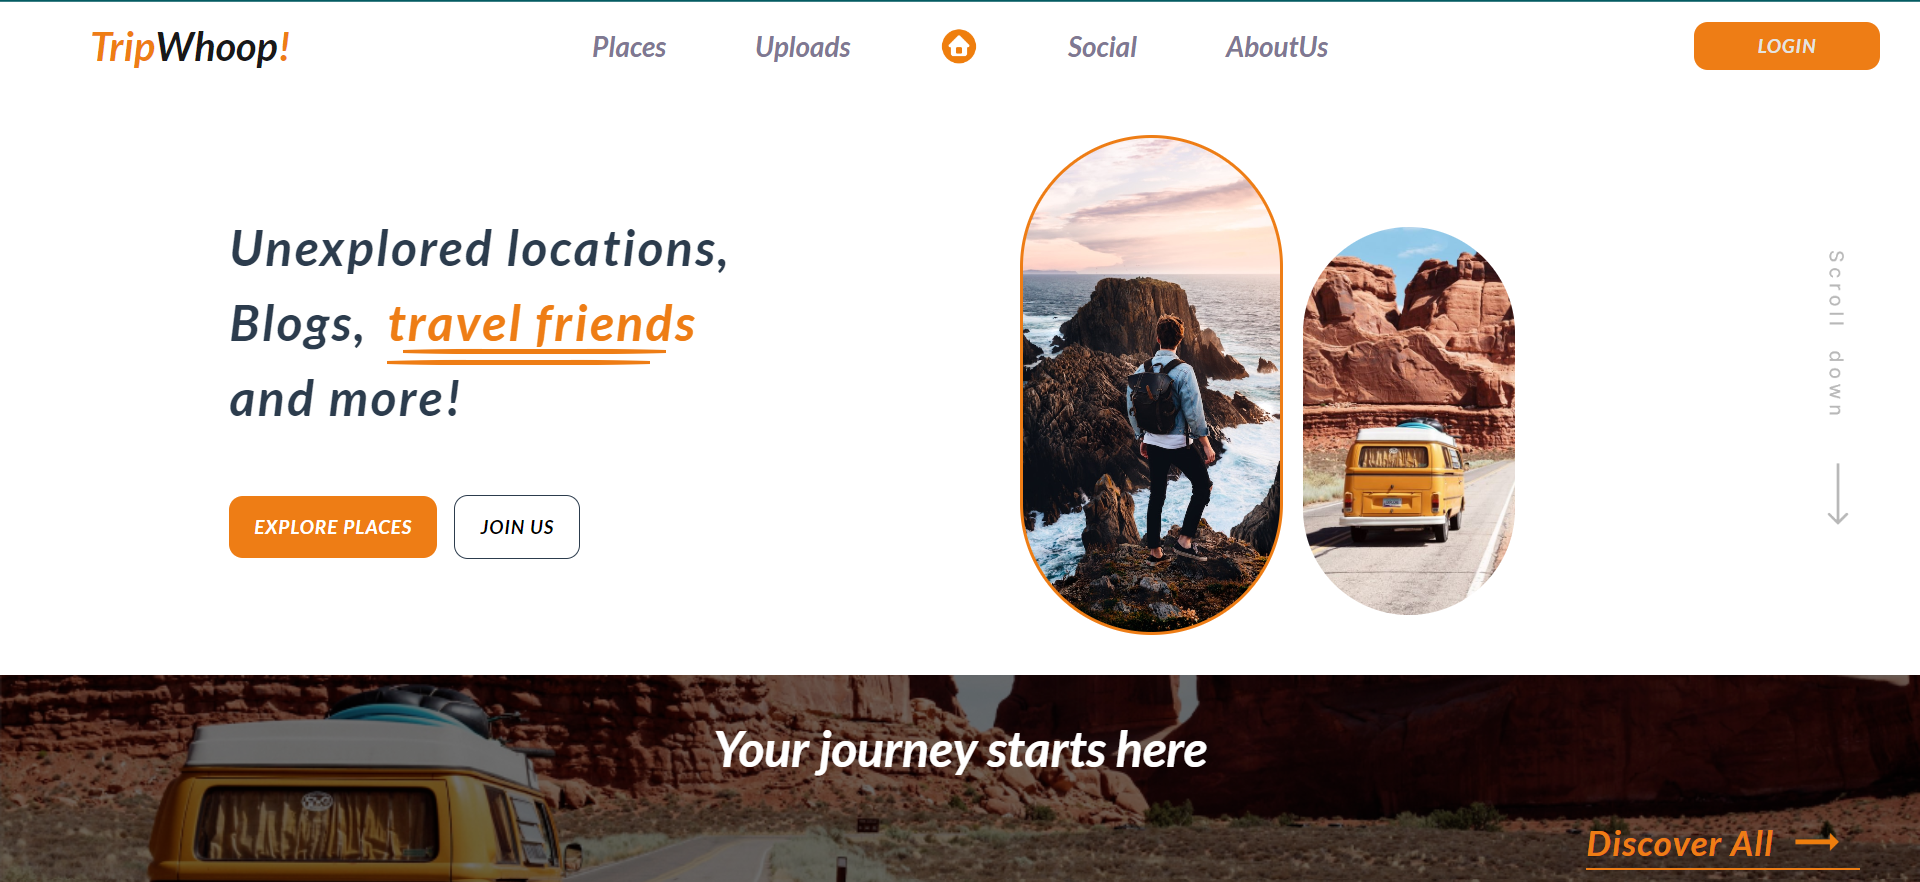 TripWhoop!
Places
Uploads
Social
AboutUs
LOGIN
Unexplored locations,
Blogs, travel friends
and more!
EXPLORE PLACES
JOIN US
Scroll down
Your journey starts here
Discover All